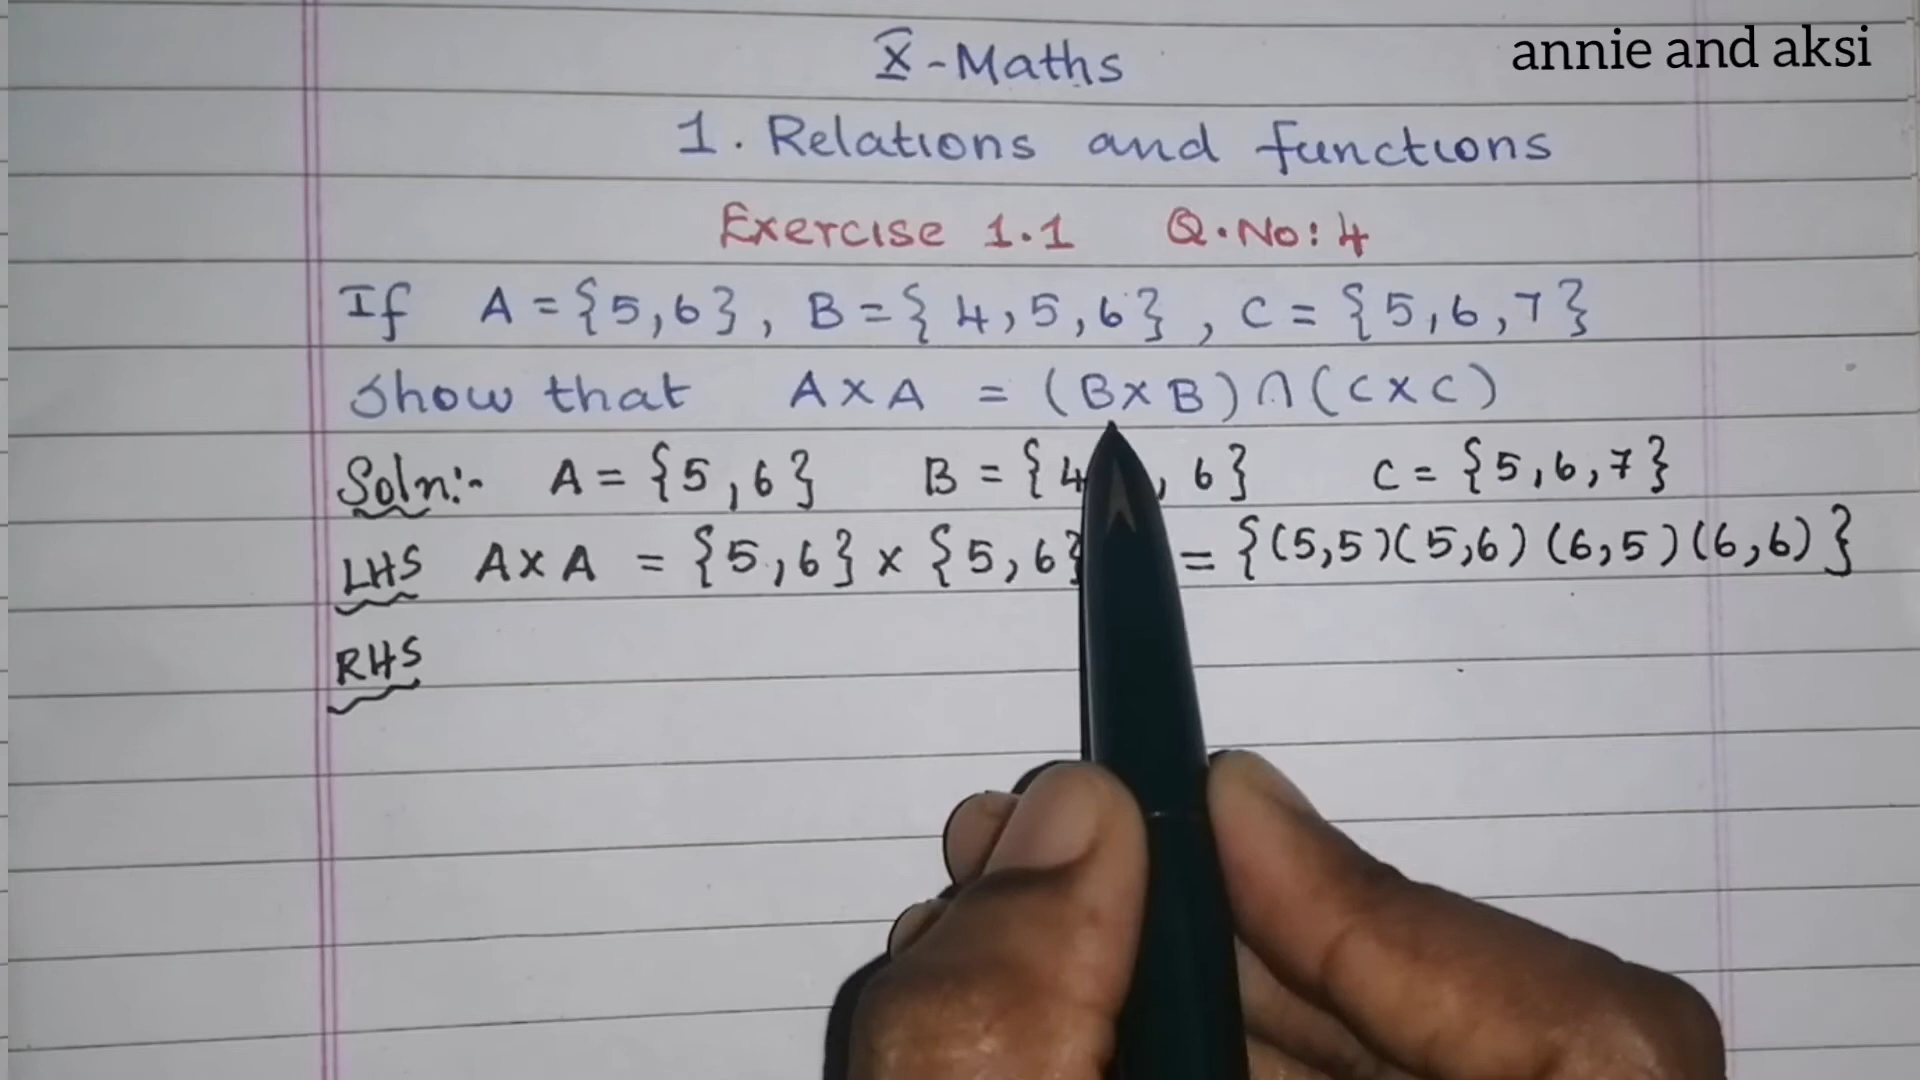 annie and aksi
X-Maths
1. Relations and functions
Exercise 1.1 Q.No:4
If A={5,6}, B={4,5,6}, C={5,6,7}
Show that A×A = (B×B)∩(C×C)
Soln:- A={5,6} B={4, 6} C={5,6,7}
LHS A×A = {5,6}×{5,6} = {(5,5)(5,6)(6,5)(6,6)}
RHS